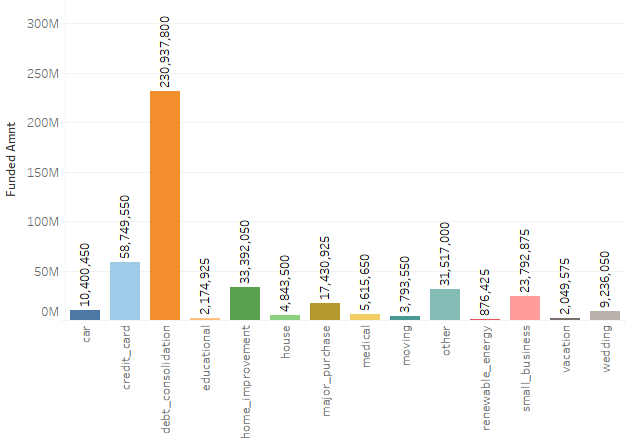 300M
250M
200M
150M
100M
50M
0M
Funded Amnt
10,400,450
58,749,550
230,937,800
2,174,925
33,392,050
4,843,500
17,430,925
5,615,650
3,793,550
31,517,000
876,425
23,792,875
2,049,575
9,236,050
car
credit_card
debt_consolidation
educational
home_improvement
house
major_purchase
medical
moving
other
renewable_energy
small_business
vacation
wedding